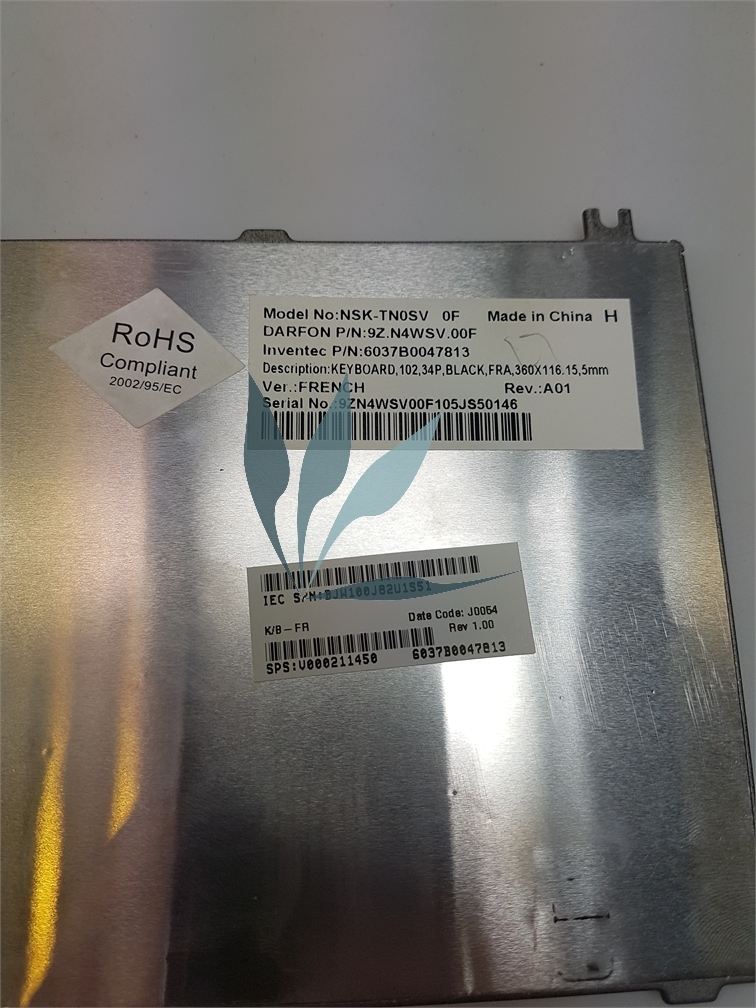 RoHS
Compliant
2002/95/EC
Model No:NSK-TN0SV 0F Made in China H
DARFON P/N:9Z.N4WSV.00F
Inventec P/N:6037B0047813
Description:KEYBOARD,102,34P,BLACK,FRA,360X116.15,5mm
Ver.:FRENCH Rev.:A01
Serial No.:9ZN4WSV00F105JS50146
IEC S/N:BJW100JB2U1S51
K/B-FR Date Code: J0054
Rev 1.00
SPS:V000211450 6037B0047813